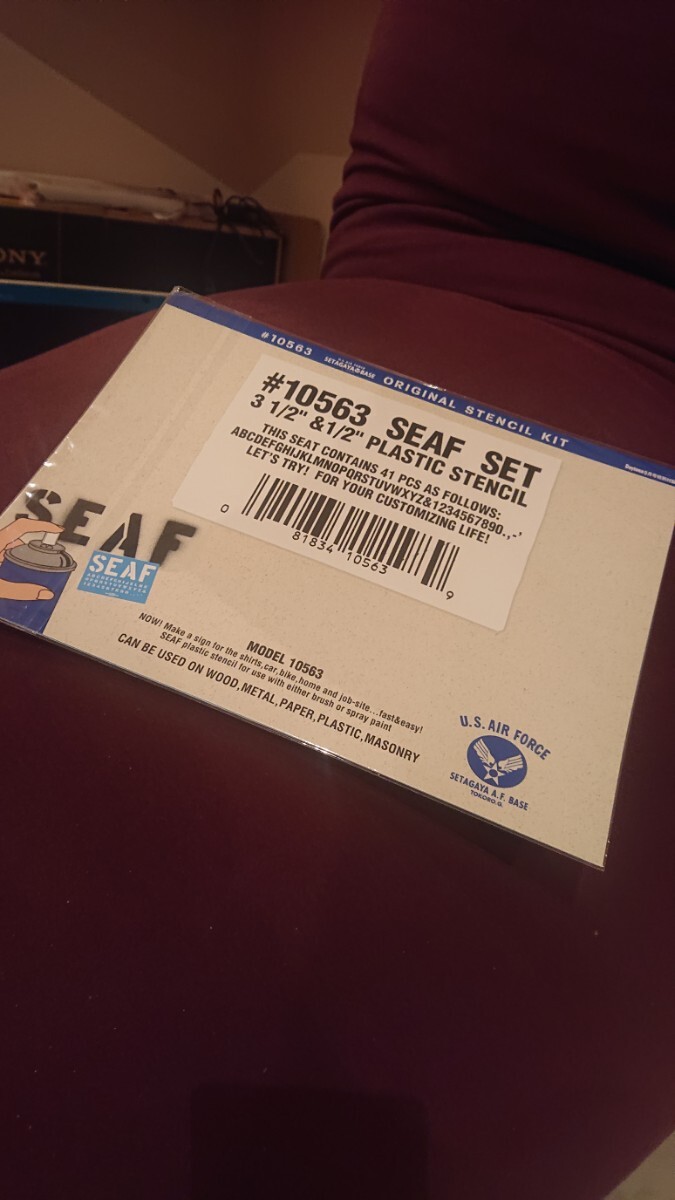 ONY
#10563 SETAGAYA BASE ORIGINAL STENCIL KIT
#10563 SEAF SET
3 1/2" &1/2" PLASTIC STENCIL
THIS SEAT CONTAINS 41 PCS AS FOLLOWS:
ABCDEFGHIJKLMNOPQRSTUVWXYZ&1234567890.,-'
LET'S TRY! FOR YOUR CUSTOMIZING LIFE!
0 81834 10563 9
SEAF
SEAF
MODEL 10563
NOW! Make a sign for the shirts,car,bike,home and job-site...fast&easy!
SEAF plastic stencil for use with either brush or spray paint
CAN BE USED ON WOOD,METAL,PAPER,PLASTIC,MASONRY
U.S. AIR FORCE
SETAGAYA A.F. BASE
TOKORO.G.